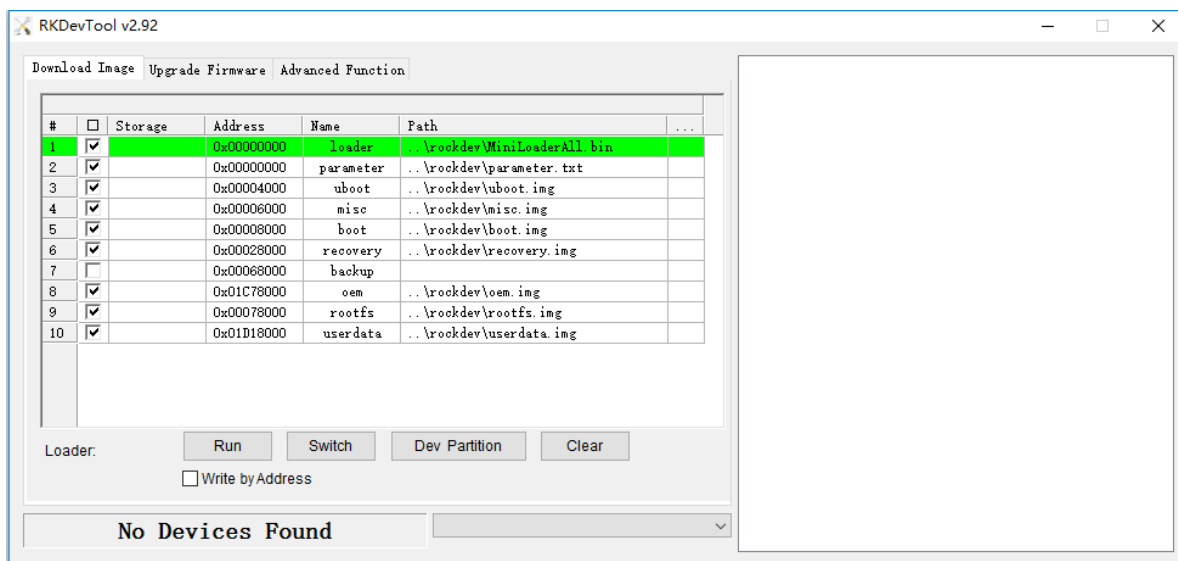 RKDevTool v2.92
Download Image Upgrade Firmware Advanced Function
# Storage Address Name Path ...
1 0x00000000 loader ..\rockdev\MiniLoaderAll.bin
2 0x00000000 parameter ..\rockdev\parameter.txt
3 0x00004000 uboot ..\rockdev\uboot.img
4 0x00006000 misc ..\rockdev\misc.img
5 0x00008000 boot ..\rockdev\boot.img
6 0x00028000 recovery ..\rockdev\recovery.img
7 0x00068000 backup
8 0x01C78000 oem ..\rockdev\oem.img
9 0x00078000 rootfs ..\rockdev\rootfs.img
10 0x01D18000 userdata ..\rockdev\userdata.img
Loader: Run Switch Dev Partition Clear
Write by Address
No Devices Found